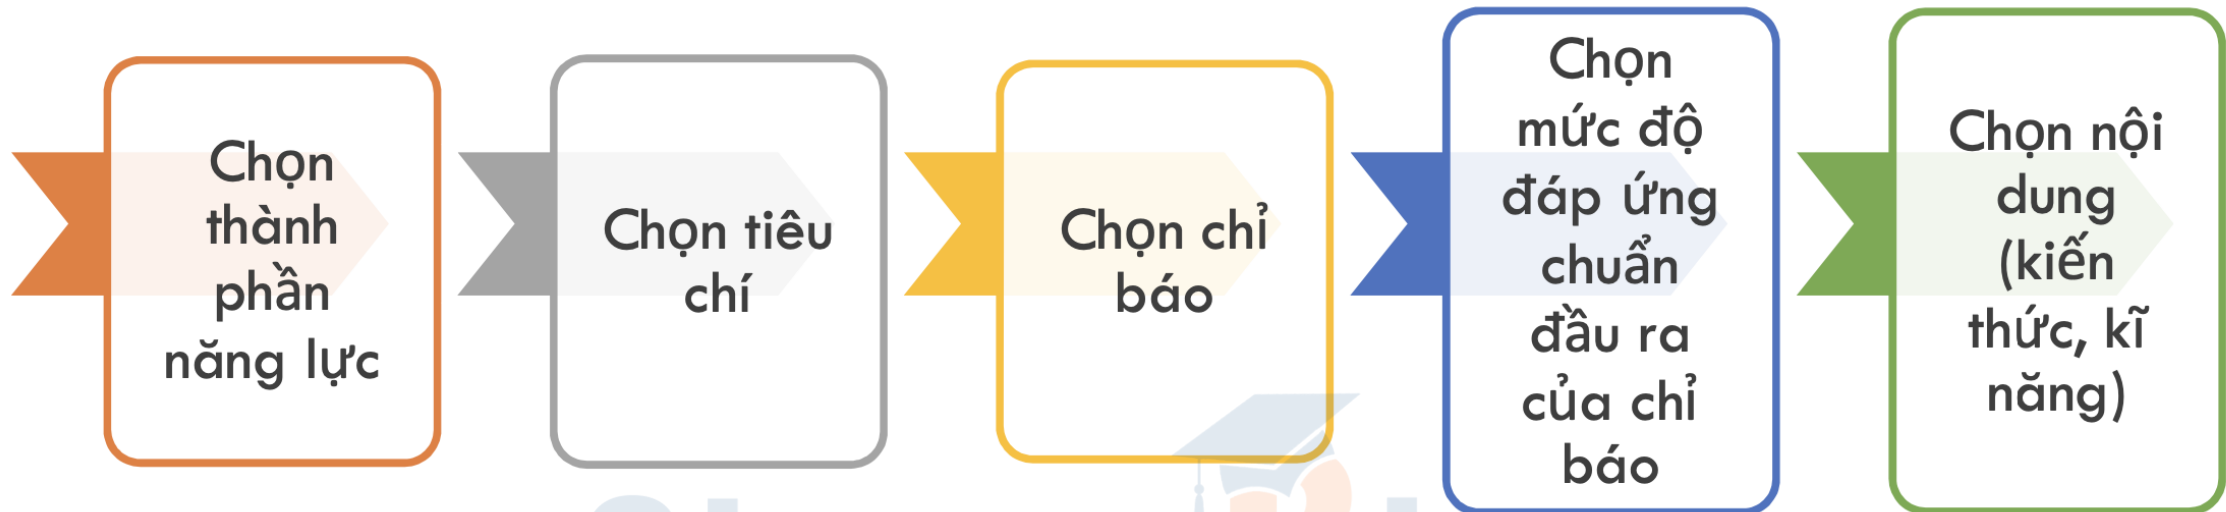 Chọn
thành
phần
năng lực
Chọn tiêu
chí
Chọn chỉ
báo
Chọn
mức độ
đáp ứng
chuẩn
đầu ra
của chỉ
báo
Chọn nội
dung
(kiến
thức, kĩ
năng)